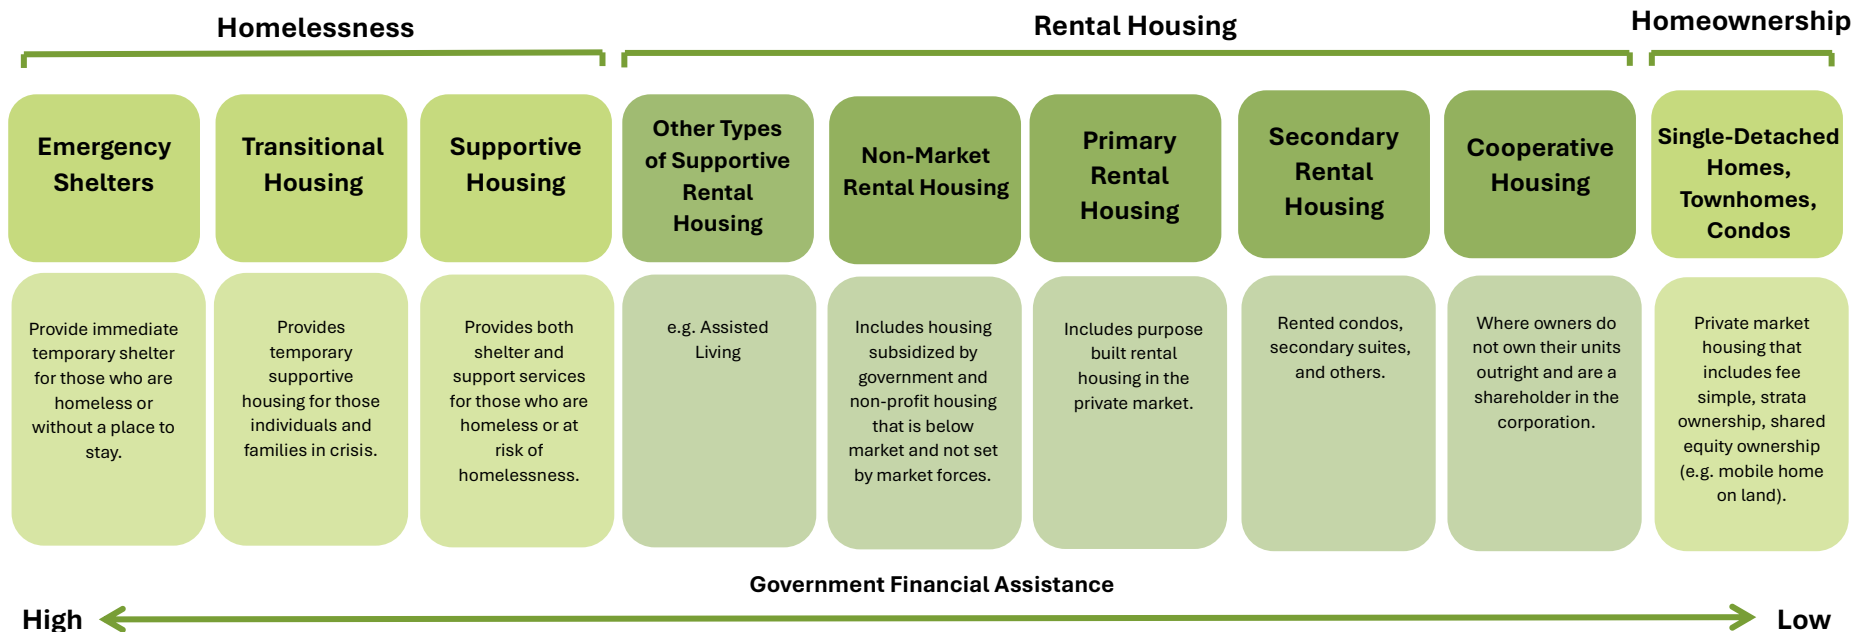 Homelessness
Rental Housing
Homeownership
Emergency
Shelters
Transitional
Housing
Supportive
Housing
Other Types
of Supportive
Rental
Housing
Non-Market
Rental Housing
Primary
Rental
Housing
Secondary
Rental
Housing
Cooperative
Housing
Single-Detached
Homes,
Townhomes,
Condos
Provide immediate
temporary shelter
for those who are
homeless or
without a place to
stay.
Provides
temporary
supportive
housing for those
individuals and
families in crisis.
Provides both
shelter and
support services
for those who are
homeless or at
risk of
homelessness.
e.g. Assisted
Living
Includes housing
subsidized by
government and
non-profit housing
that is below
market and not set
by market forces.
Includes purpose
built rental
housing in the
private market.
Rented condos,
secondary suites,
and others.
Where owners do
not own their units
outright and are a
shareholder in the
corporation.
Private market
housing that
includes fee
simple, strata
ownership, shared
equity ownership
(e.g. mobile home
on land).
Government Financial Assistance
High
Low